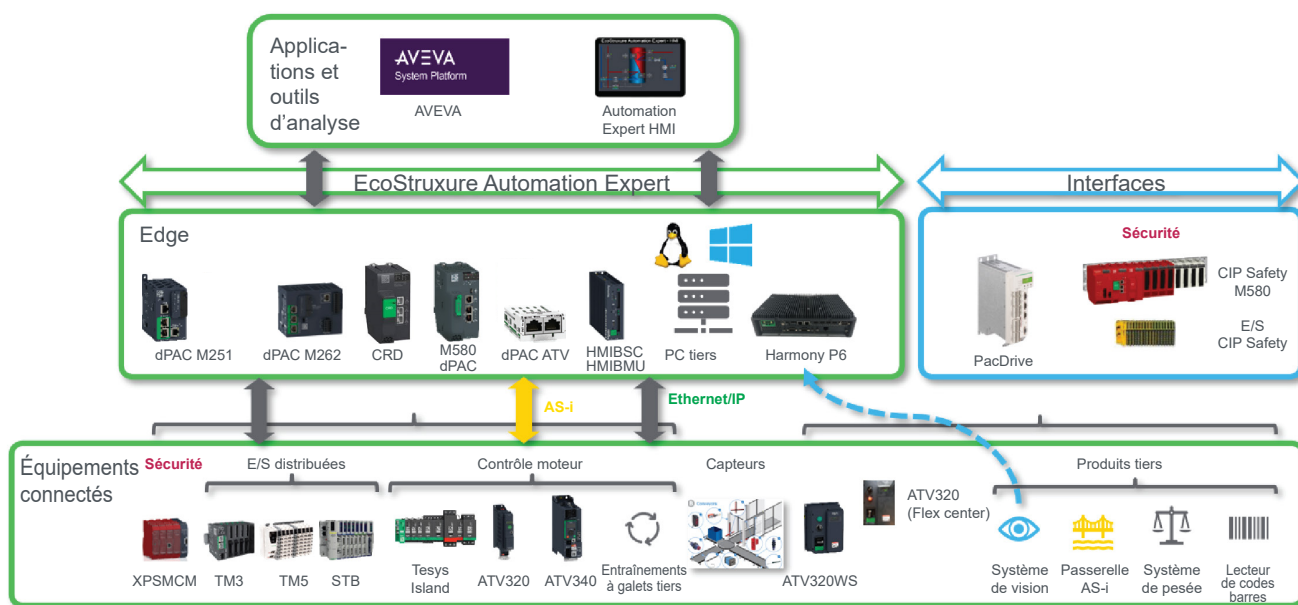 Applica-
tions et
outils
d'analyse
AVEVA
System Platform
AVEVA
EcoStruxure Automation Expert - HMI
Automation
Expert HMI
EcoStruxure Automation Expert
Interfaces
Edge
dPAC M251
dPAC M262
CRD
M580
dPAC
dPAC ATV
HMIBSC
HMIBMU
PC tiers
Harmony P6
Sécurité
PacDrive
CIP Safety
M580
E/S
CIP Safety
AS-i
Ethernet/IP
Équipements
connectés
Sécurité
E/S distribuées
Contrôle moteur
Capteurs
Produits tiers
XPSMCM
TM3
TM5
STB
Tesys
Island
ATV320
ATV340
Entraînements
à galets tiers
ATV320WS
ATV320
(Flex center)
Système
de vision
Passerelle
AS-i
Système
de pesée
Lecteur
de codes
barres